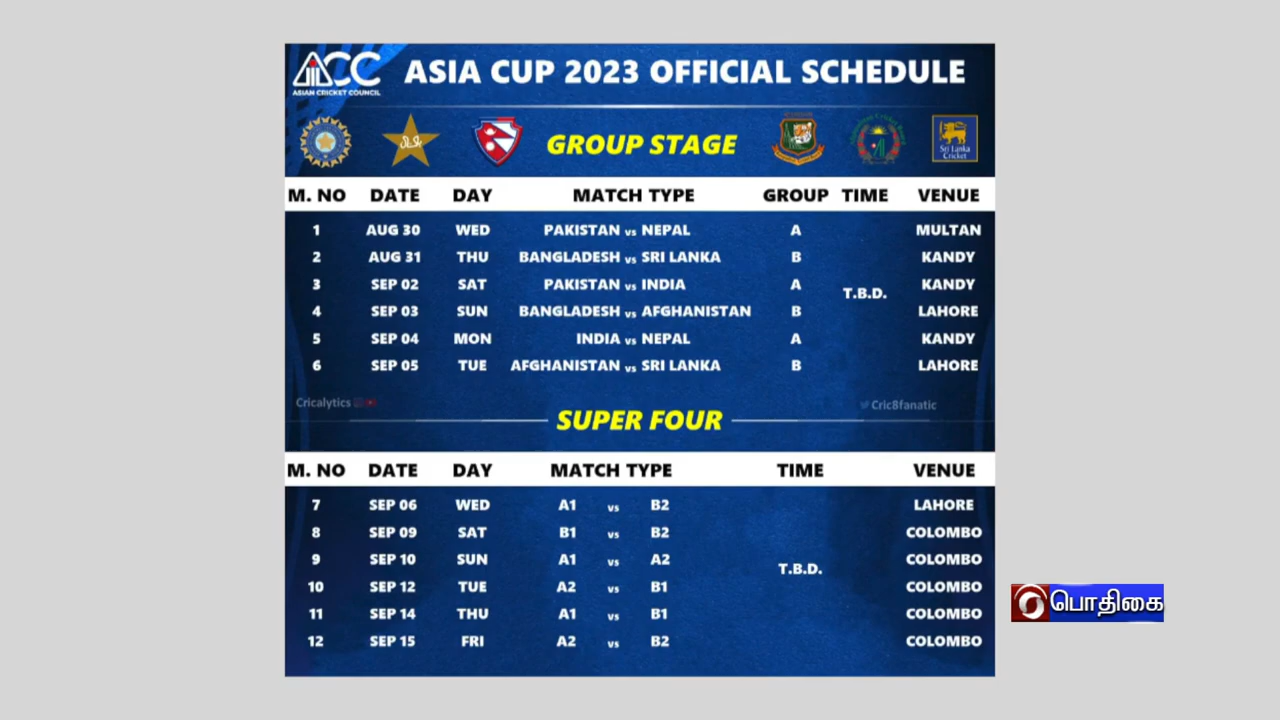 ACC
ASIAN CRICKET COUNCIL
ASIA CUP 2023 OFFICIAL SCHEDULE
GROUP STAGE
Sri Lanka
Cricket
M. NO DATE DAY MATCH TYPE GROUP TIME VENUE
1 AUG 30 WED PAKISTAN vs NEPAL A MULTAN
2 AUG 31 THU BANGLADESH vs SRI LANKA B KANDY
3 SEP 02 SAT PAKISTAN vs INDIA A KANDY
T.B.D.
4 SEP 03 SUN BANGLADESH vs AFGHANISTAN B LAHORE
5 SEP 04 MON INDIA vs NEPAL A KANDY
6 SEP 05 TUE AFGHANISTAN vs SRI LANKA B LAHORE
Cricalytics Cric8fanatic
SUPER FOUR
M. NO DATE DAY MATCH TYPE TIME VENUE
7 SEP 06 WED A1 vs B2 LAHORE
8 SEP 09 SAT B1 vs B2 COLOMBO
9 SEP 10 SUN A1 vs A2 COLOMBO
T.B.D.
10 SEP 12 TUE A2 vs B1 COLOMBO
11 SEP 14 THU A1 vs B1 COLOMBO
12 SEP 15 FRI A2 vs B2 COLOMBO
பொதிகை